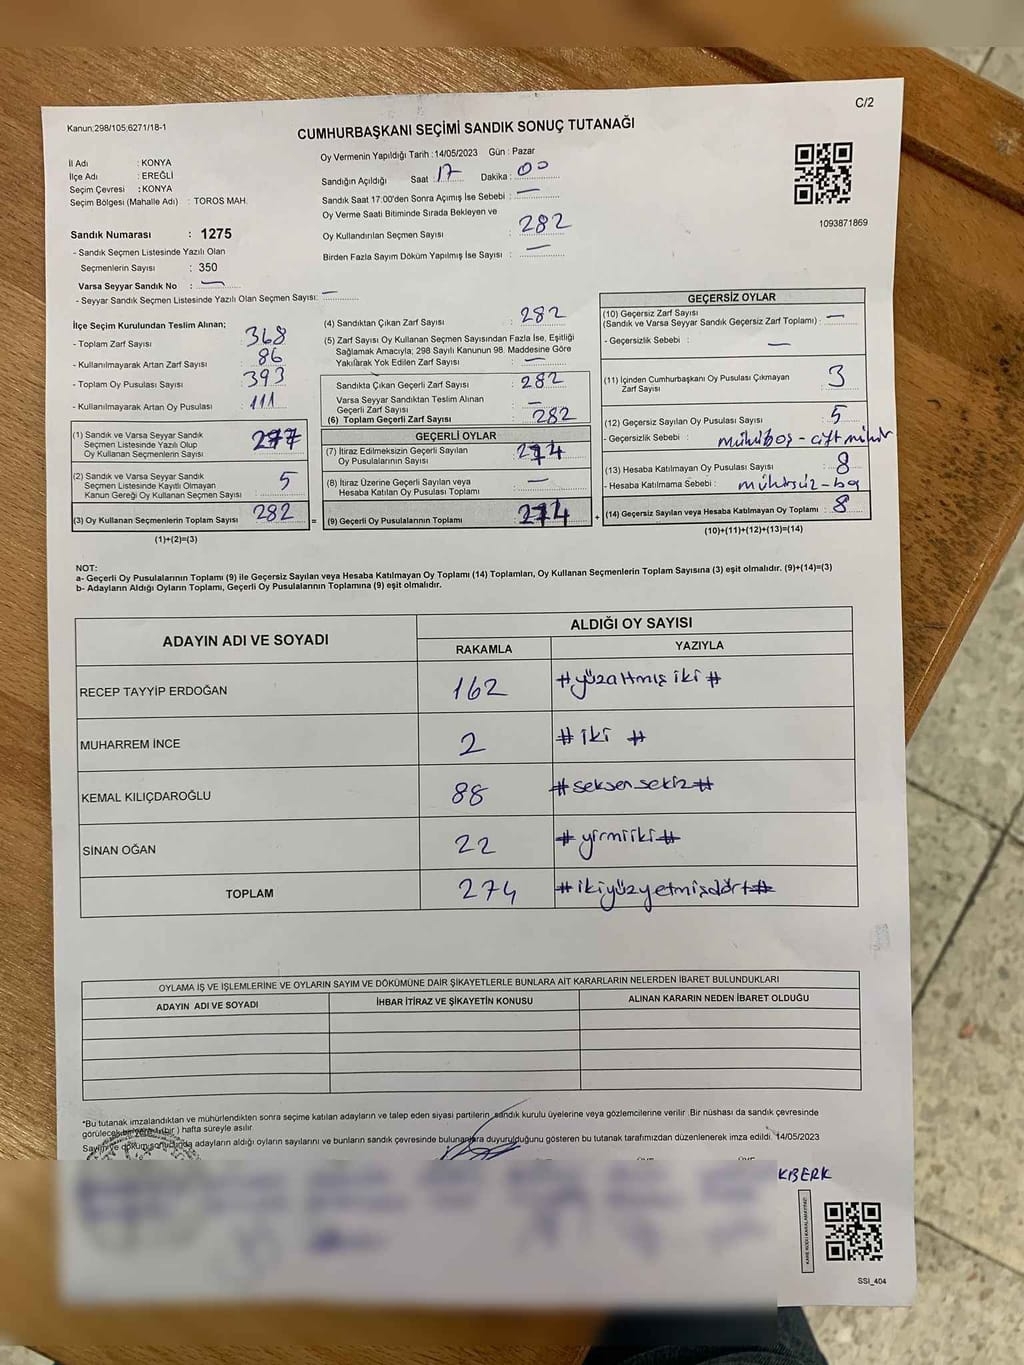 C/2
Kanun:298/105;6271/18-1
CUMHURBAŞKANI SEÇİMİ SANDIK SONUÇ TUTANAĞI
İl Adı : KONYA
İlçe Adı : EREĞLİ
Seçim Çevresi : KONYA
Seçim Bölgesi (Mahalle Adı) : TOROS MAH.
Sandık Numarası : 1275
- Sandık Seçmen Listesinde Yazılı Olan
Seçmenlerin Sayısı : 350
Varsa Seyyar Sandık No : —
- Seyyar Sandık Seçmen Listesinde Yazılı Olan Seçmen Sayısı: —
Oy Vermenin Yapıldığı Tarih :14/05/2023 Gün : Pazar
Sandığın Açıldığı Saat : 17 Dakika : 00
Sandık Saat 17:00'den Sonra Açımış İse Sebebi : —
Oy Verme Saati Bitiminde Sırada Bekleyen ve
Oy Kullandırılan Seçmen Sayısı : 282
Birden Fazla Sayım Döküm Yapılmış İse Sayısı : —
1093871869
İlçe Seçim Kurulundan Teslim Alınan;
- Toplam Zarf Sayısı : 368
- Kullanılmayarak Artan Zarf Sayısı : 86
- Toplam Oy Pusulası Sayısı : 393
- Kullanılmayarak Artan Oy Pusulası : 111
(1) Sandık ve Varsa Seyyar Sandık
Seçmen Listesinde Yazılı Olup
Oy Kullanan Seçmenlerin Sayısı : 277
(2) Sandık ve Varsa Seyyar Sandık
Seçmen Listesinde Kayıtlı Olmayan
Kanun Gereği Oy Kullanan Seçmen Sayısı : 5
(3) Oy Kullanan Seçmenlerin Toplam Sayısı : 282
(1)+(2)=(3)
(4) Sandıktan Çıkan Zarf Sayısı : 282
(5) Zarf Sayısı Oy Kullanan Seçmen Sayısından Fazla İse, Eşitliği
Sağlamak Amacıyla; 298 Sayılı Kanunun 98. Maddesine Göre
Yakılarak Yok Edilen Zarf Sayısı : —
Sandıkta Çıkan Geçerli Zarf Sayısı : 282
Varsa Seyyar Sandıktan Teslim Alınan
Geçerli Zarf Sayısı : —
(6) Toplam Geçerli Zarf Sayısı : 282
GEÇERLİ OYLAR
(7) İtiraz Edilmeksizin Geçerli Sayılan
Oy Pusulalarının Sayısı : 274
(8) İtiraz Üzerine Geçerli Sayılan veya
Hesaba Katılan Oy Pusulası Toplamı : —
= (9) Geçerli Oy Pusulalarının Toplamı : 274
GEÇERSİZ OYLAR
(10) Geçersiz Zarf Sayısı
(Sandık ve Varsa Seyyar Sandık Geçersiz Zarf Toplamı) : —
- Geçersizlik Sebebi : —
(11) İçinden Cumhurbaşkanı Oy Pusulası Çıkmayan
Zarf Sayısı : 3
(12) Geçersiz Sayılan Oy Pusulası Sayısı : 5
- Geçersizlik Sebebi : mühüboş - çift mühür
(13) Hesaba Katılmayan Oy Pusulası Sayısı : 8
- Hesaba Katılmama Sebebi : mühürsüz - boş
+ (14) Geçersiz Sayılan veya Hesaba Katılmayan Oy Toplamı : 8
(10)+(11)+(12)+(13)=(14)
NOT:
a- Geçerli Oy Pusulalarının Toplamı (9) ile Geçersiz Sayılan veya Hesaba Katılmayan Oy Toplamı (14) Toplamları, Oy Kullanan Seçmenlerin Toplam Sayısına (3) eşit olmalıdır. (9)+(14)=(3)
b- Adayların Aldığı Oyların Toplamı, Geçerli Oy Pusulalarının Toplamına (9) eşit olmalıdır.
ADAYIN ADI VE SOYADI ALDIĞI OY SAYISI
RAKAMLA YAZIYLA
RECEP TAYYİP ERDOĞAN 162 #yüzaltmış iki#
MUHARREM İNCE 2 # iki #
KEMAL KILIÇDAROĞLU 88 #seksensekiz#
SİNAN OĞAN 22 # yirmiiki#
TOPLAM 274 #ikiyüzyetmişdört#
OYLAMA İŞ VE İŞLEMLERİNE VE OYLARIN SAYIM VE DÖKÜMÜNE DAİR ŞİKAYETLERLE BUNLARA AİT KARARLARIN NELERDEN İBARET BULUNDUKLARI
ADAYIN ADI VE SOYADI İHBAR İTİRAZ VE ŞİKAYETİN KONUSU ALINAN KARARIN NEDEN İBARET OLDUĞU
*Bu tutanak imzalandıktan ve mühürlendikten sonra seçime katılan adayların ve talep eden siyasi partilerin sandık kurulu üyelerine veya gözlemcilerine verilir. Bir nüshası da sandık çevresinde
görülecek bir yere 1 (bir ) hafta süreyle asılır.
Sayım ve döküm sonucunda adayların aldığı oyların sayılarını ve bunların sandık çevresinde bulunanlara duyurulduğunu gösteren bu tutanak tarafımızdan düzenlenerek imza edildi. 14/05/2023
KBERK
KARE KODU KARALAMAYINIZ!
SSİ_404